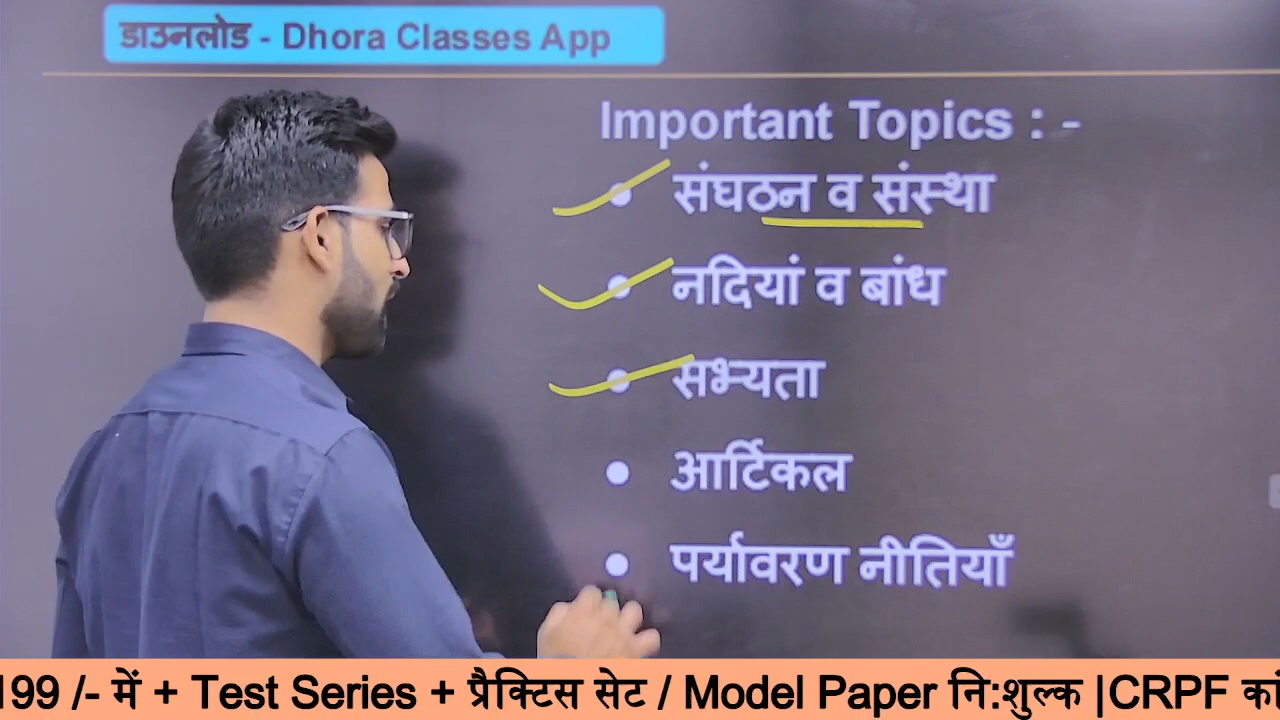 डाउनलोड - Dhora Classes App
Important Topics : -
संघठन व संस्था
नदियां व बांध
सभ्यता
आर्टिकल
पर्यावरण नीतियाँ
199 /- में + Test Series + प्रैक्टिस सेट / Model Paper नि:शुल्क |CRPF